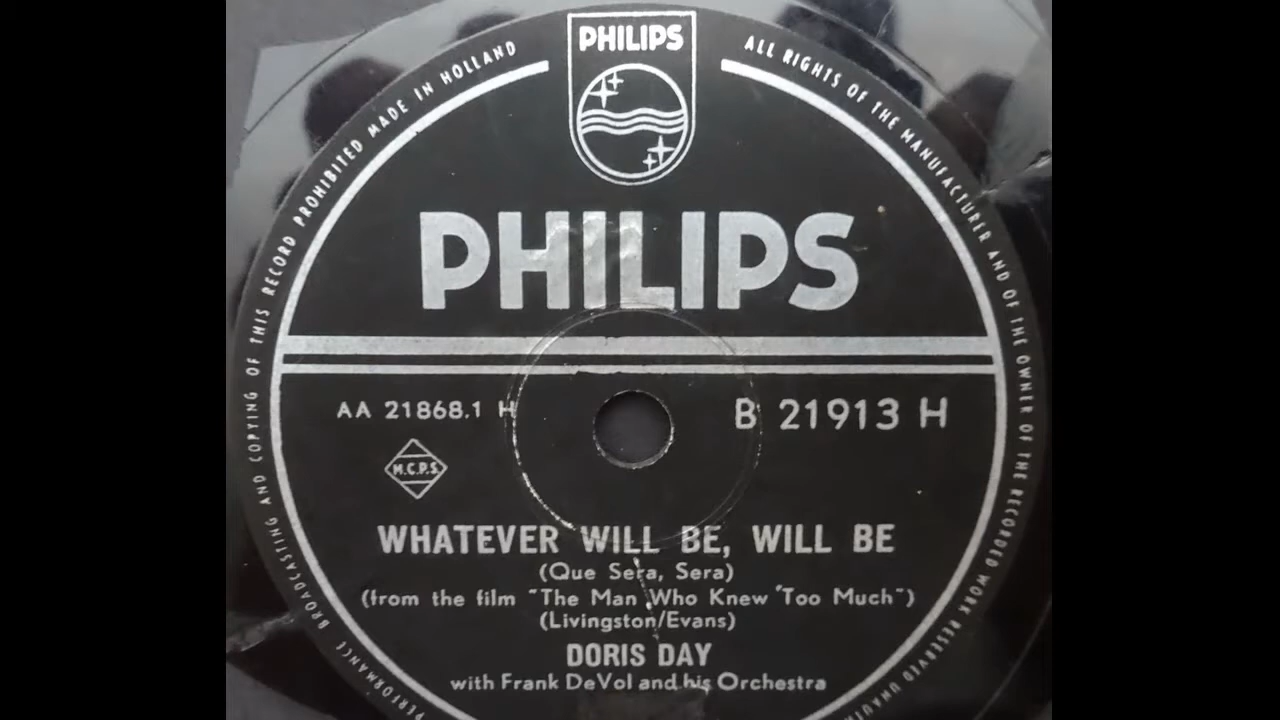 PHILIPS
PERFORMANCE BROADCASTING AND COPYING OF THIS RECORD PROHIBITED MADE IN HOLLAND
ALL RIGHTS OF THE MANUFACTURER AND OF THE OWNER OF THE RECORDED WORK RESERVED
PHILIPS
AA 21868.1 H
B 21913 H
M.C.P.S.
WHATEVER WILL BE, WILL BE
(Que Sera, Sera)
(from the film "The Man Who Knew 'Too Much")
(Livingston/Evans)
DORIS DAY
with Frank DeVol and his Orchestra